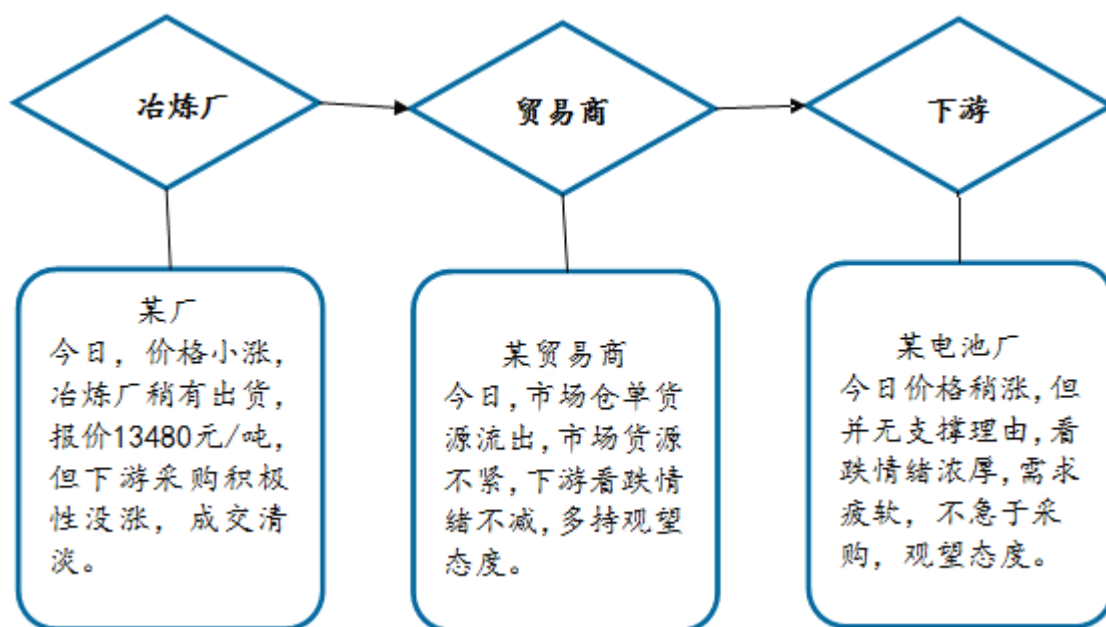 冶炼厂
贸易商
下游
某厂
今日，价格小涨，
冶炼厂稍有出货，
报价13480元/吨，
但下游采购积极
性没涨，成交清
淡。
某贸易商
今日,市场仓单货
源流出,市场货源
不紧,下游看跌情
绪不减,多持观望
态度。
某电池厂
今日价格稍涨,但
并无支撑理由,看
跌情绪浓厚,需求
疲软，不急于采
购，观望态度。